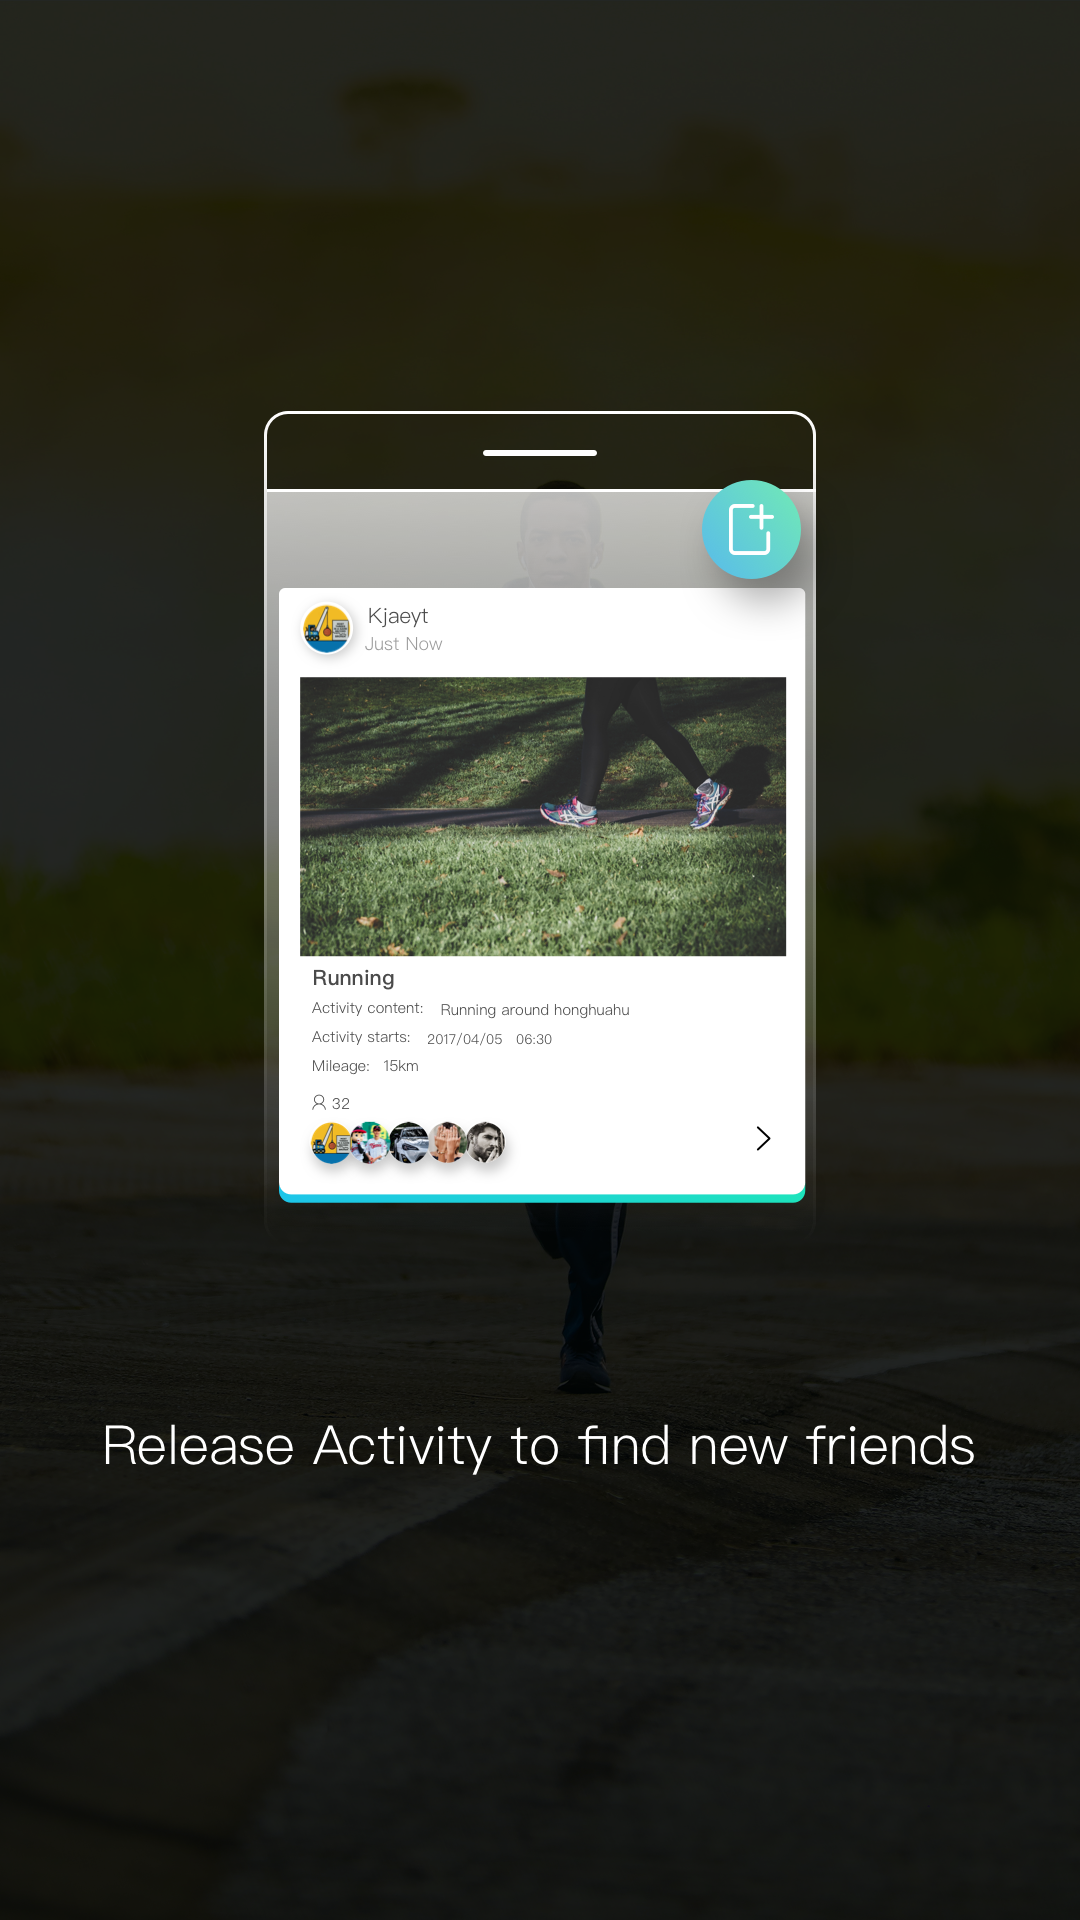 Kjaeyt
Just Now
Running
Activity content: Running around honghuahu
Activity starts: 2017/04/05 06:30
Mileage: 15km
32
Release Activity to find new friends